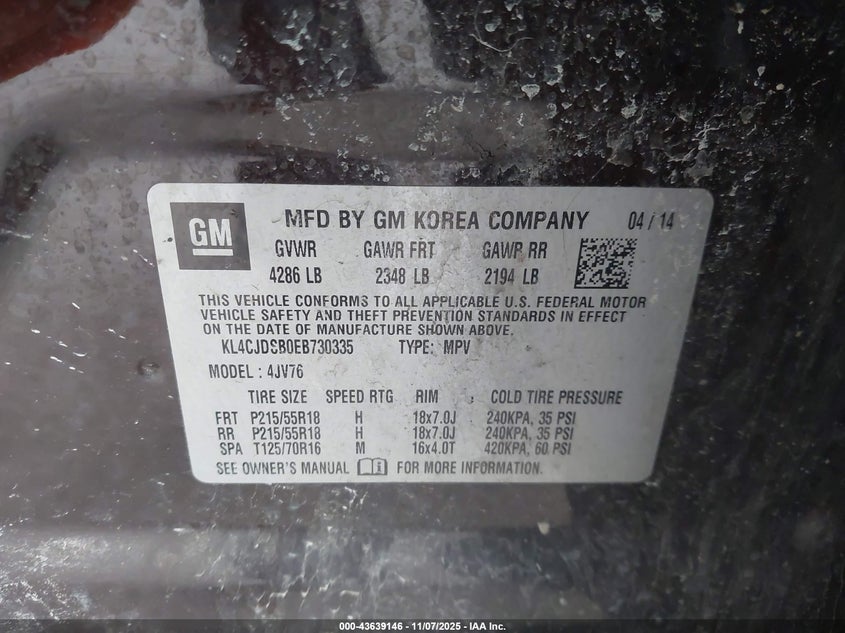 GM MFD BY GM KOREA COMPANY 04 / 14
GVWR GAWR FRT GAWR RR
4286 LB 2348 LB 2194 LB
THIS VEHICLE CONFORMS TO ALL APPLICABLE U.S. FEDERAL MOTOR
VEHICLE SAFETY AND THEFT PREVENTION STANDARDS IN EFFECT
ON THE DATE OF MANUFACTURE SHOWN ABOVE.
KL4CJDSB0EB730335 TYPE: MPV
MODEL : 4JV76
TIRE SIZE SPEED RTG RIM COLD TIRE PRESSURE
FRT P215/55R18 H 18x7.0J 240KPA, 35 PSI
RR P215/55R18 H 18x7.0J 240KPA, 35 PSI
SPA T125/70R16 M 16x4.0T 420KPA, 60 PSI
SEE OWNER'S MANUAL FOR MORE INFORMATION.
000-43639146 - 11/07/2025 - IAA Inc.